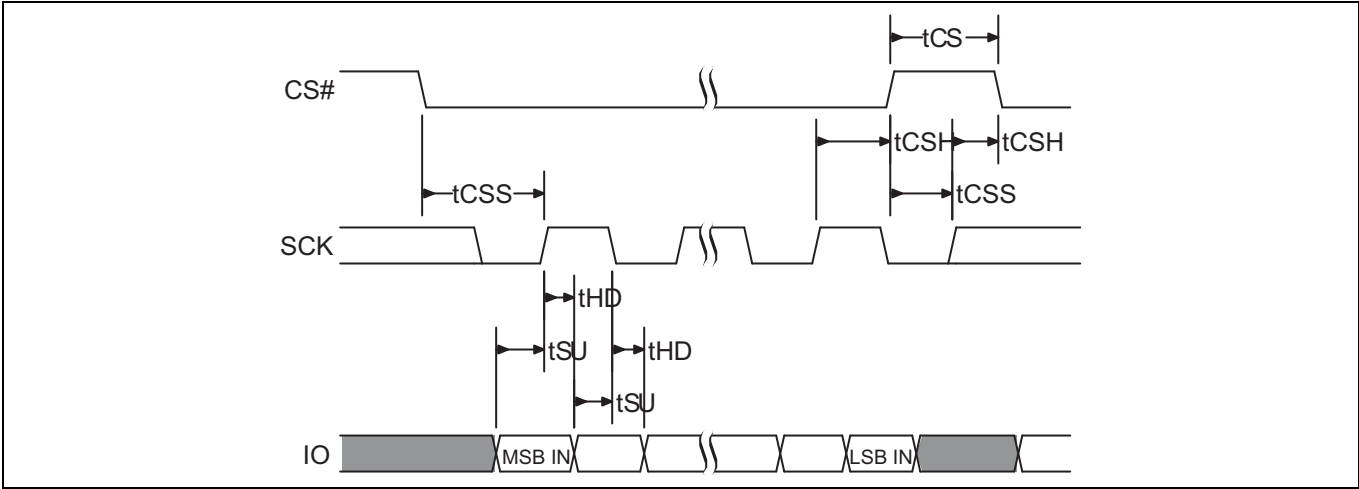 tCS
CS#
tCSH tCSH
tCSS tCSS
SCK
tHD
tSU tHD
tSU
IO MSB IN LSB IN